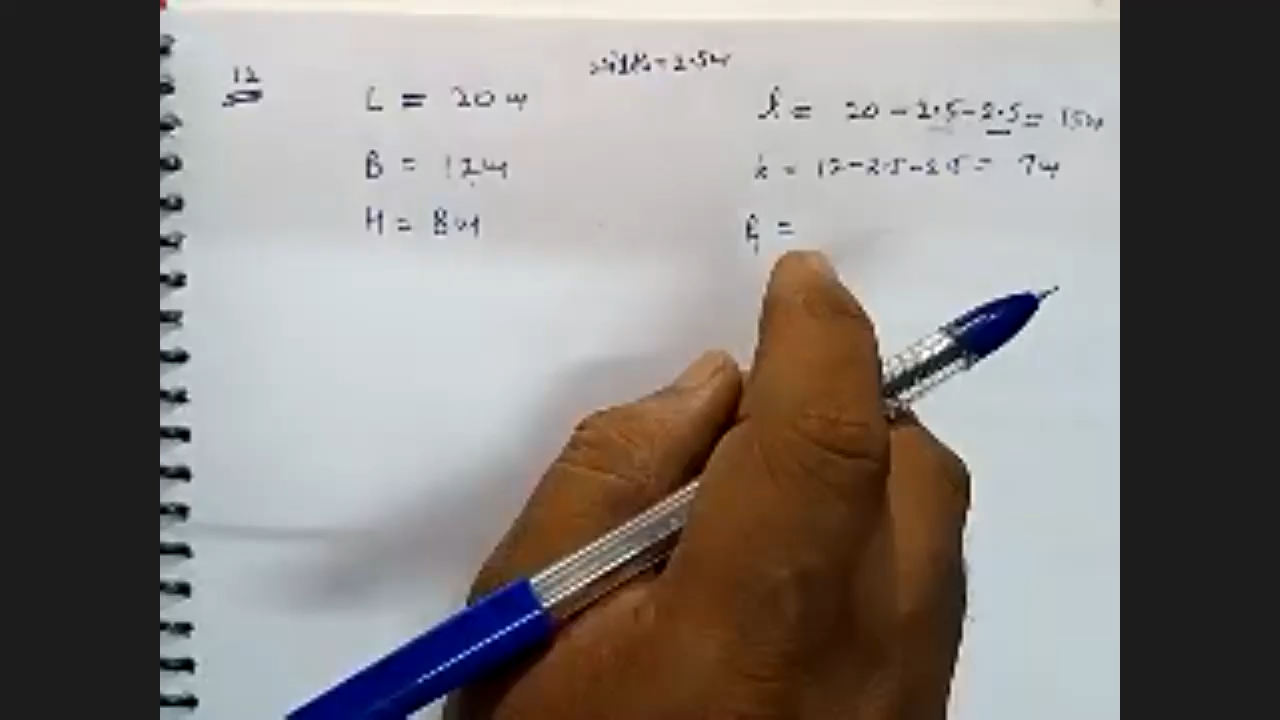 12
width = 2.5m
L = 20m
B = 12m
H = 8m
l = 20 - 2.5 - 2.5 = 15m
b = 12 - 2.5 - 2.5 = 7m
h =